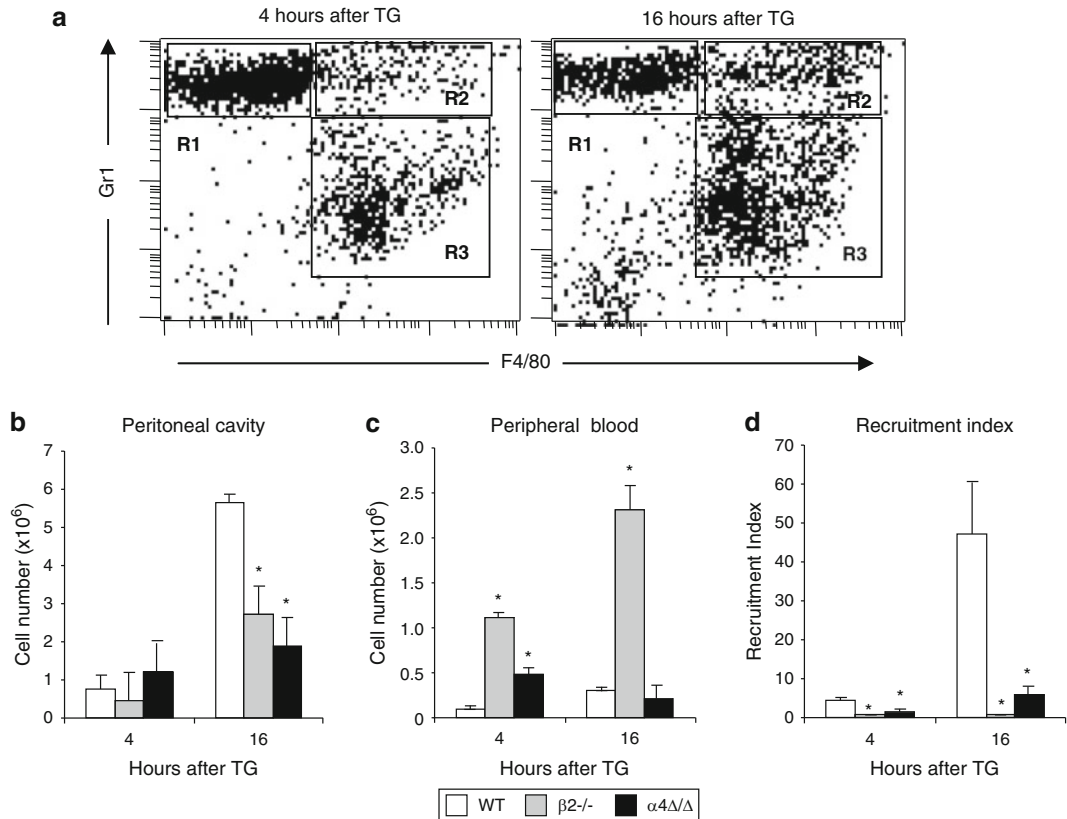 a
4 hours after TG
16 hours after TG
Gr1
R1
R2
R3
R1
R2
R3
F4/80
b
Peritoneal cavity
Cell number (x10⁶)
7
6
5
4
3
2
1
0
4
16
Hours after TG
c
Peripheral blood
Cell number (x10⁶)
3.0
2.5
2.0
1.5
1.0
0.5
0
4
16
Hours after TG
d
Recruitment index
Recruitment Index
70
60
50
40
30
20
10
0
4
16
Hours after TG
* *
* * *
* * * *
WT
β2-/-
α4Δ/Δ